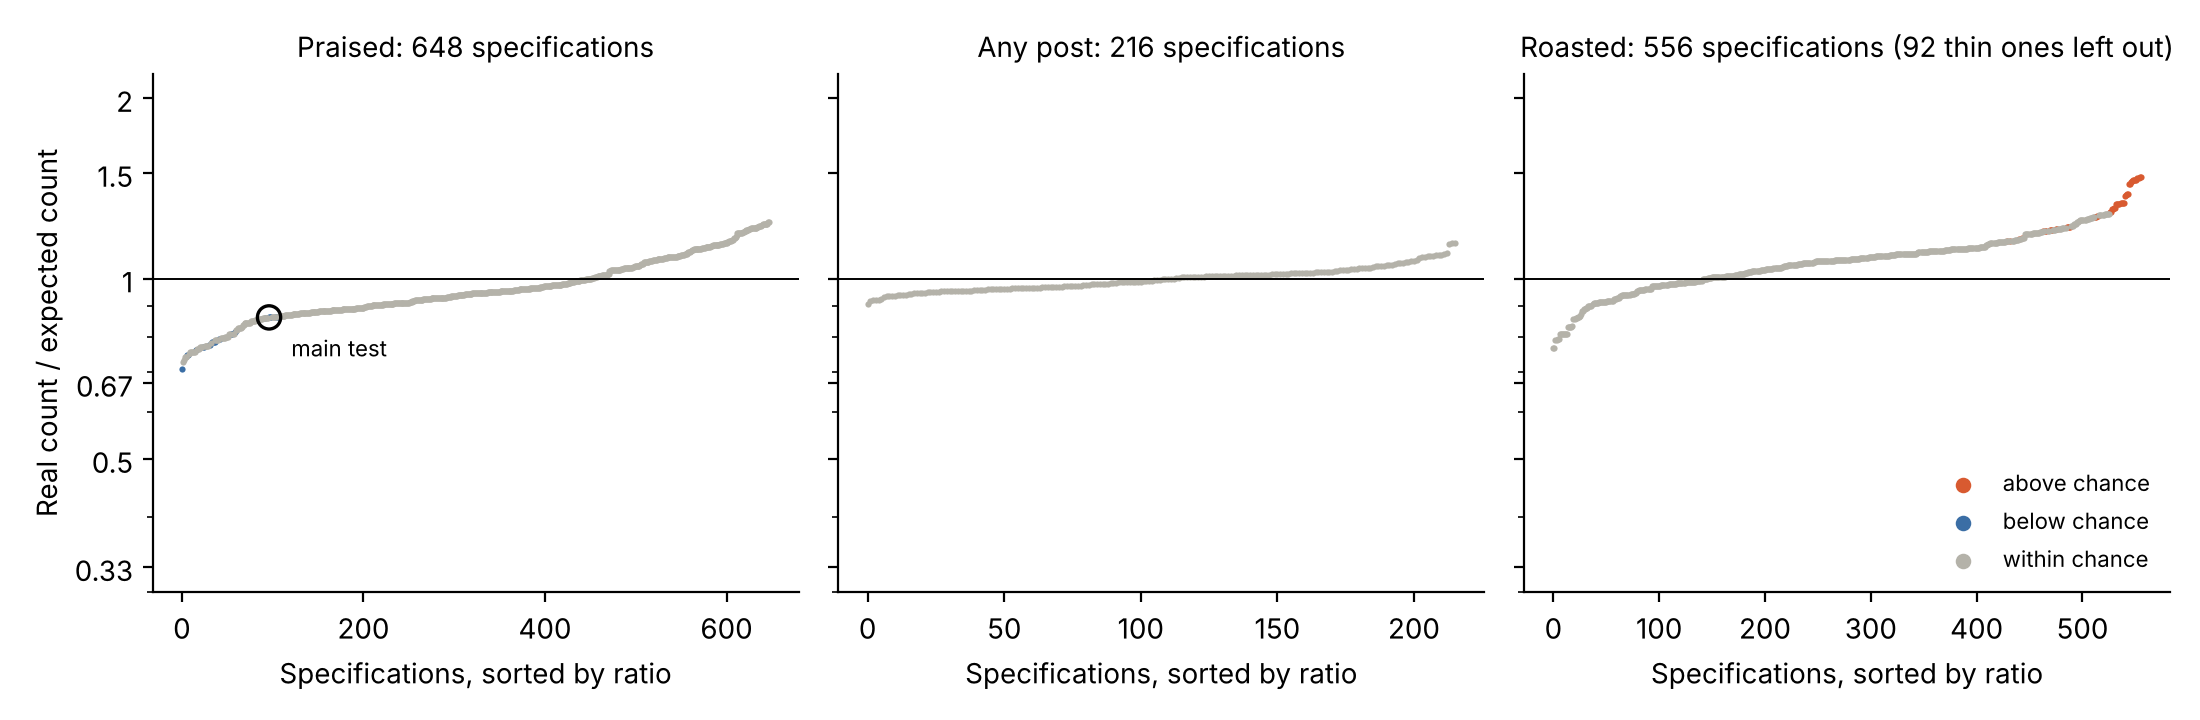 Praised: 648 specifications
Any post: 216 specifications
Roasted: 556 specifications (92 thin ones left out)
Real count / expected count
2
1.5
1
0.67
0.5
0.33
main test
above chance
below chance
within chance
0 200 400 600
0 50 100 150 200
0 100 200 300 400 500
Specifications, sorted by ratio
Specifications, sorted by ratio
Specifications, sorted by ratio